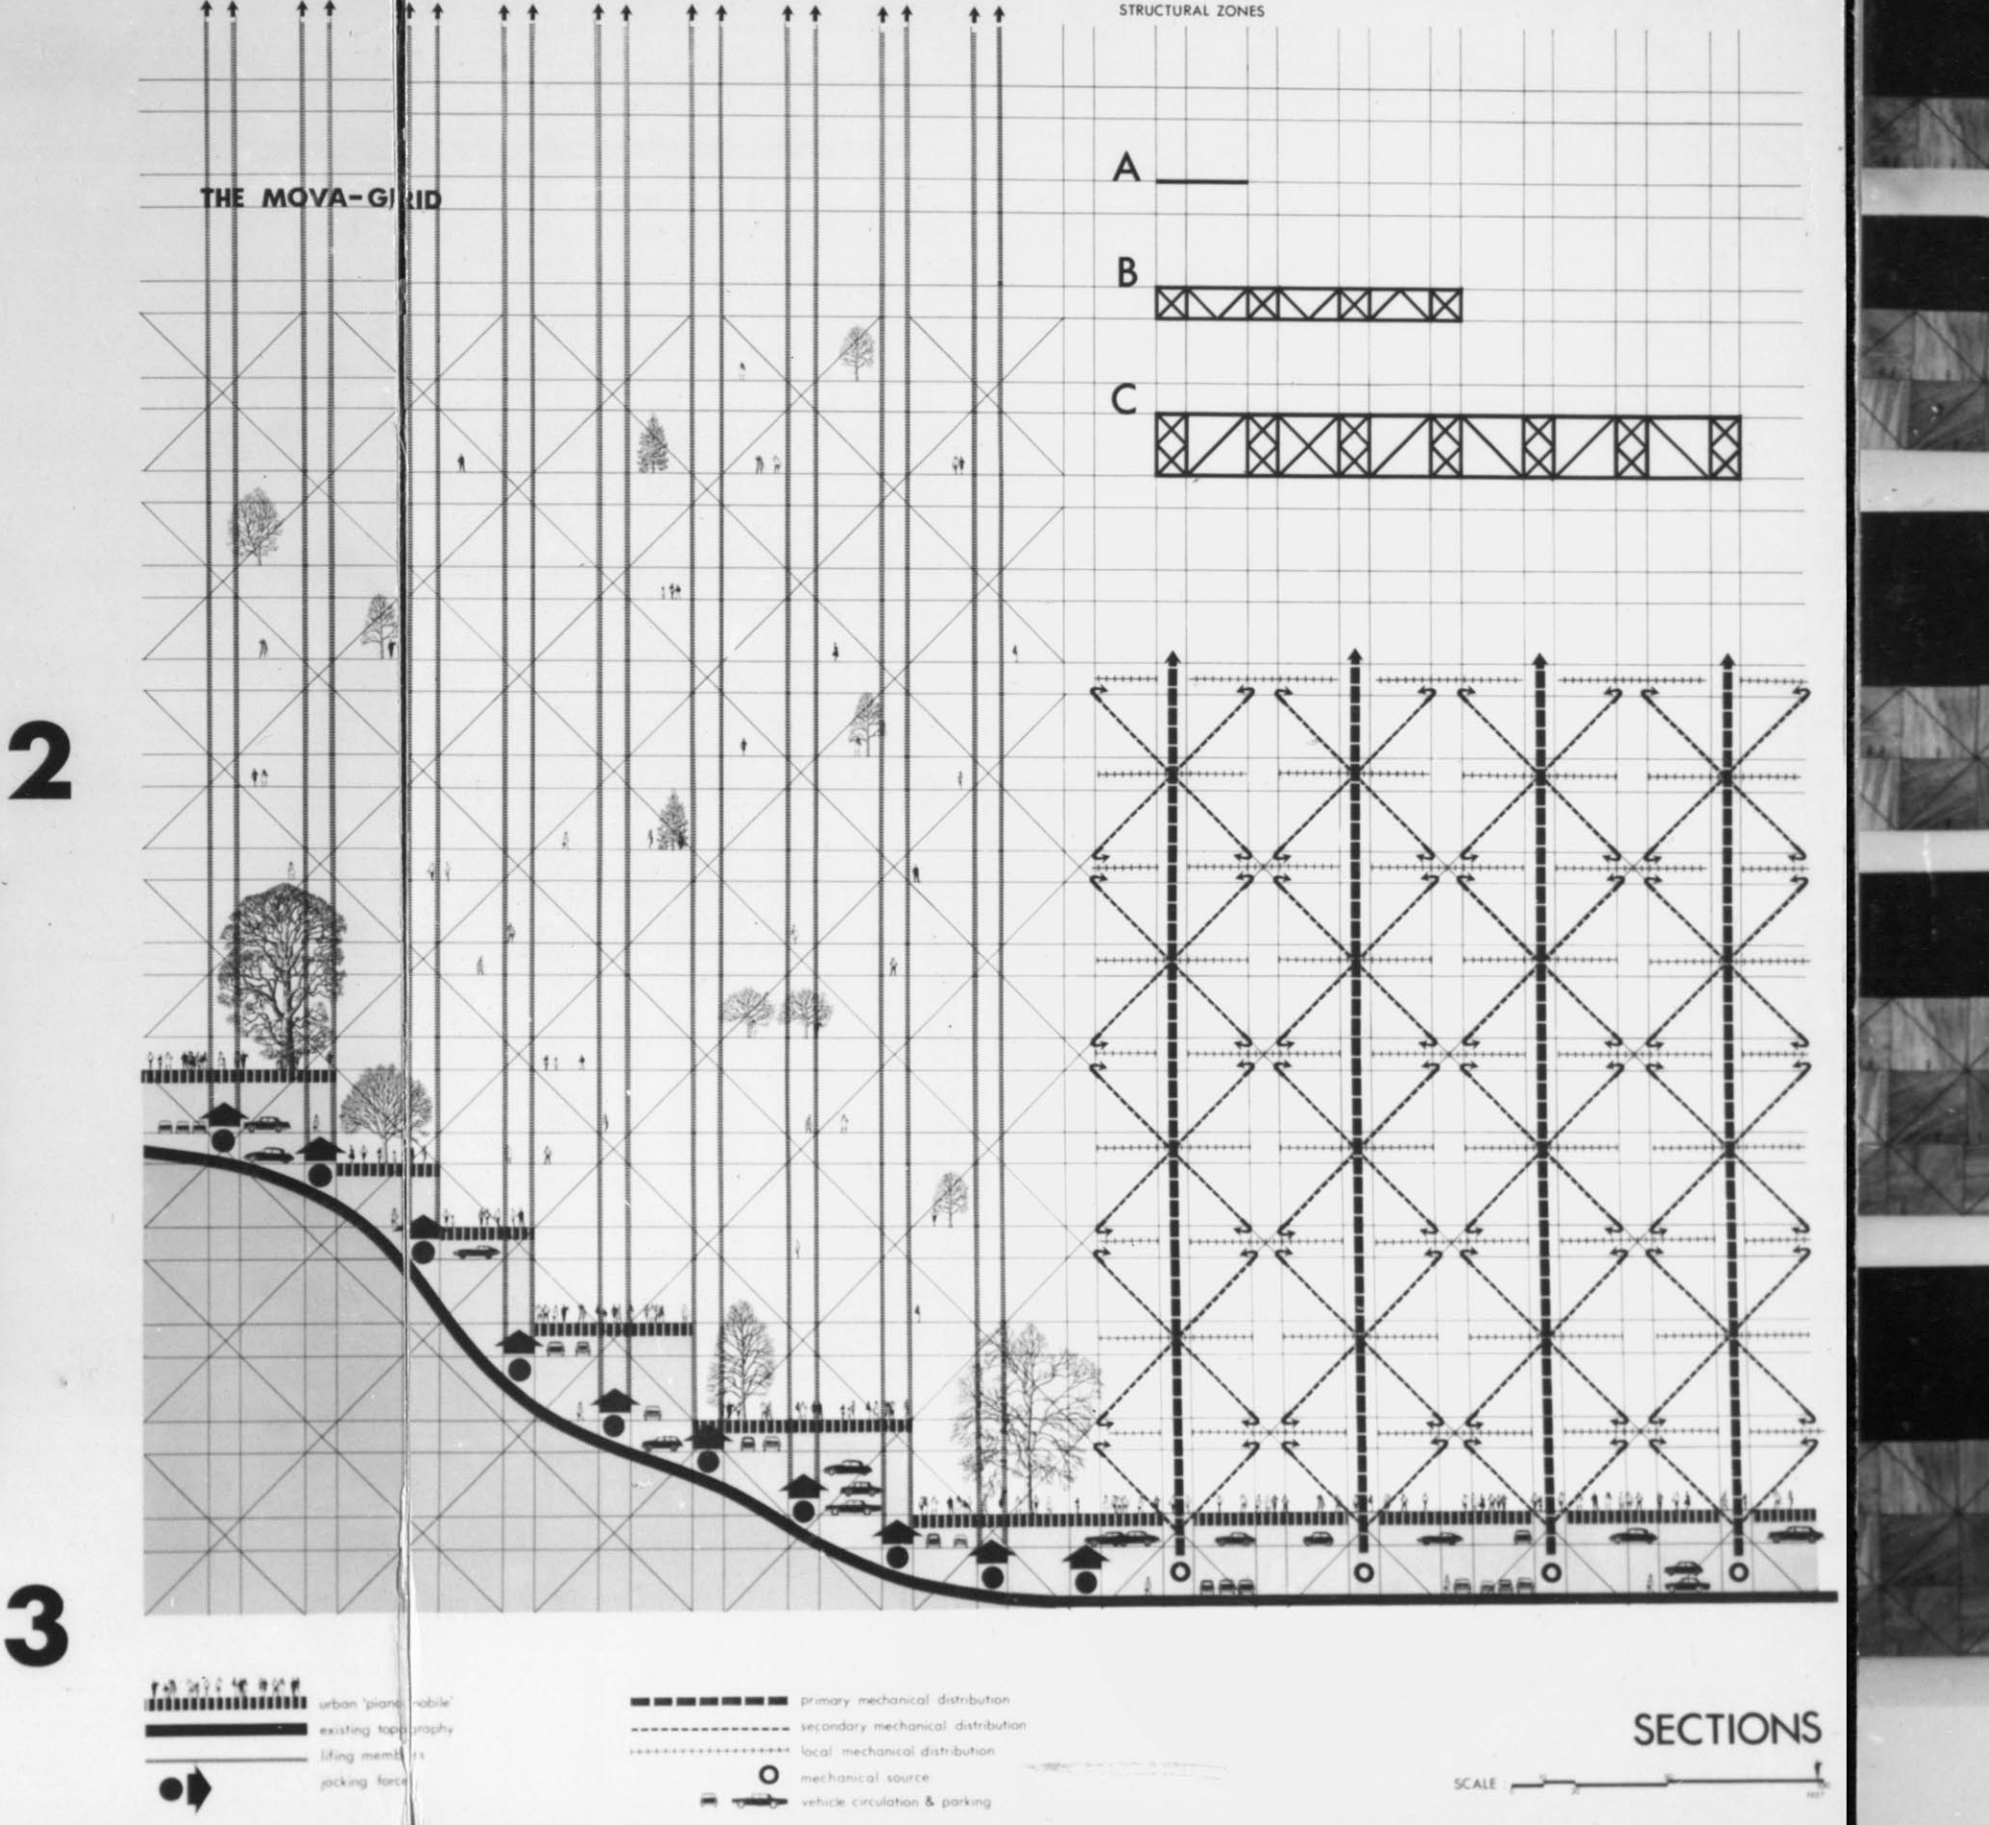 STRUCTURAL ZONES
THE MOVA-GRID
A
B
C
2
3
urban 'piano nobile'
existing topography
lifing members
jacking force
primary mechanical distribution
secondary mechanical distribution
local mechanical distribution
mechanical source
vehicle circulation & parking
SECTIONS
SCALE